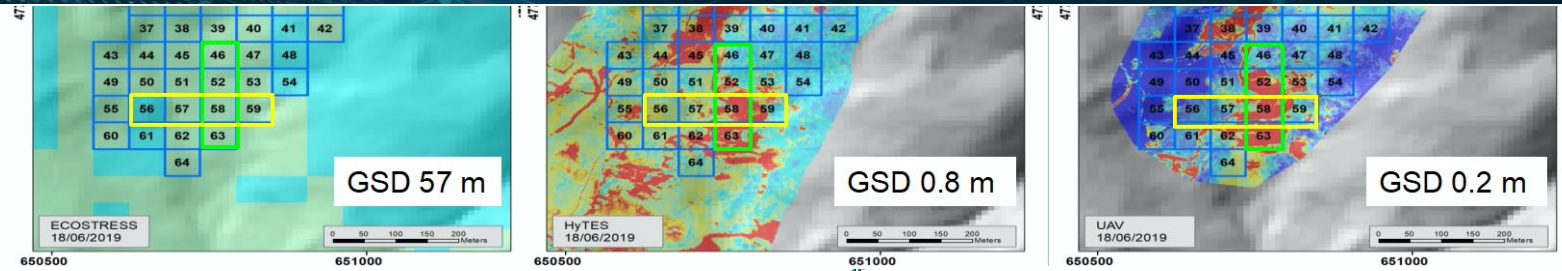 37 38 39 40 41 42
43 44 45 46 47 48
49 50 51 52 53 54
55 56 57 58 59
60 61 62 63
64
GSD 57 m
ECOSTRESS
18/06/2019
0 50 100 150 200
Meters
650500 651000
37 38 39 40 41 42
43 44 45 46 47 48
49 50 51 52 53 54
55 56 57 58 59
60 61 62 63
64
GSD 0.8 m
HyTES
18/06/2019
0 50 100 150 200
Meters
650500 651000
37 38 39 40 41 42
43 44 45 46 47 48
49 50 51 52 53 54
55 56 57 58 59
60 61 62 63
64
GSD 0.2 m
UAV
18/06/2019
0 50 100 150 200
Meters
650500 651000